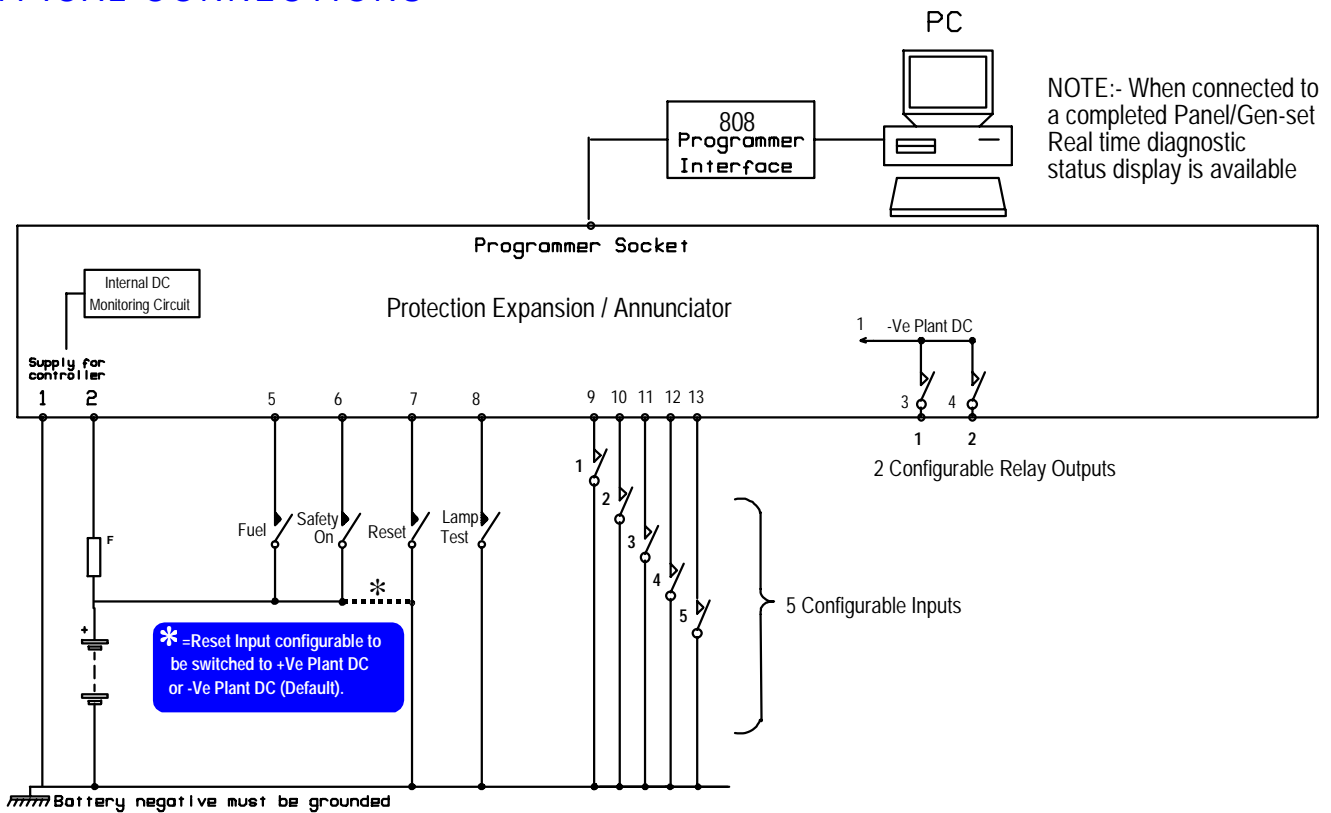 CONNECTIONS
PC
NOTE:- When connected to
a completed Panel/Gen-set
Real time diagnostic
status display is available
808
Programmer
Interface
Programmer Socket
Internal DC
Monitoring Circuit
Protection Expansion / Annunciator
1 -Ve Plant DC
Supply for
controller
1 2 5 6 7 8 9 10 11 12 13
3 4
1 2
2 Configurable Relay Outputs
1
2
3
4
5
Fuel
Safety
On
Reset
Lamp
Test
F
*
+
5 Configurable Inputs
* =Reset Input configurable to
be switched to +Ve Plant DC
or -Ve Plant DC (Default).
Battery negative must be grounded